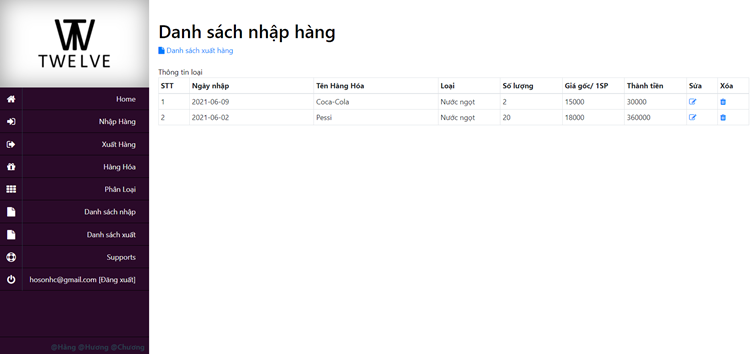 TWELVE
Home
Nhập Hàng
Xuất Hàng
Hàng Hóa
Phân Loại
Danh sách nhập
Danh sách xuất
Supports
hosonhc@gmail.com [Đăng xuất]
@Hằng @Hương @Chương
Danh sách nhập hàng
Danh sách xuất hàng
Thông tin loại
STT Ngày nhập Tên Hàng Hóa Loại Số lượng Giá gốc/ 1SP Thành tiền Sửa Xóa
1 2021-06-09 Coca-Cola Nước ngọt 2 15000 30000
2 2021-06-02 Pessi Nước ngọt 20 18000 360000